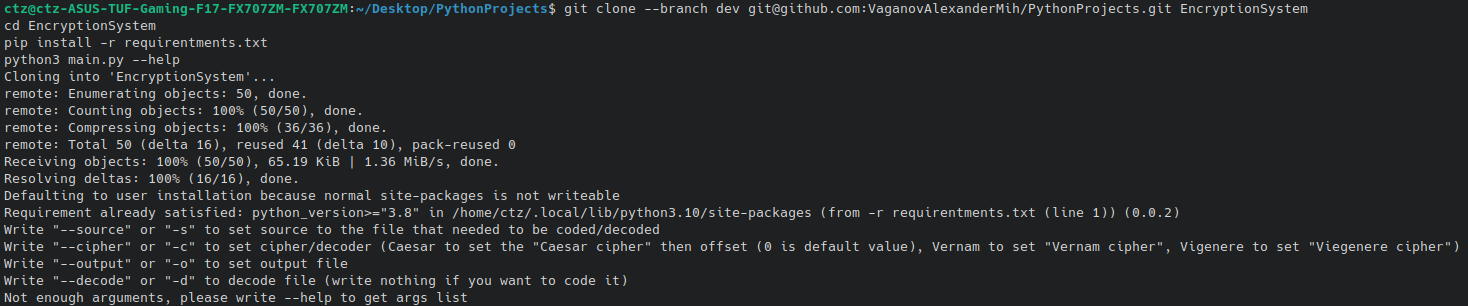 ctz@ctz-ASUS-TUF-Gaming-F17-FX707ZM-FX707ZM:~/Desktop/PythonProjects$ git clone --branch dev git@github.com:VaganovAlexanderMih/PythonProjects.git EncryptionSystem
cd EncryptionSystem
pip install -r requirentments.txt
python3 main.py --help
Cloning into 'EncryptionSystem'...
remote: Enumerating objects: 50, done.
remote: Counting objects: 100% (50/50), done.
remote: Compressing objects: 100% (36/36), done.
remote: Total 50 (delta 16), reused 41 (delta 10), pack-reused 0
Receiving objects: 100% (50/50), 65.19 KiB | 1.36 MiB/s, done.
Resolving deltas: 100% (16/16), done.
Defaulting to user installation because normal site-packages is not writeable
Requirement already satisfied: python_version>="3.8" in /home/ctz/.local/lib/python3.10/site-packages (from -r requirentments.txt (line 1)) (0.0.2)
Write "--source" or "-s" to set source to the file that needed to be coded/decoded
Write "--cipher" or "-c" to set cipher/decoder (Caesar to set the "Caesar cipher" then offset (0 is default value), Vernam to set "Vernam cipher", Vigenere to set "Viegenere cipher")
Write "--output" or "-o" to set output file
Write "--decode" or "-d" to decode file (write nothing if you want to code it)
Not enough arguments, please write --help to get args list